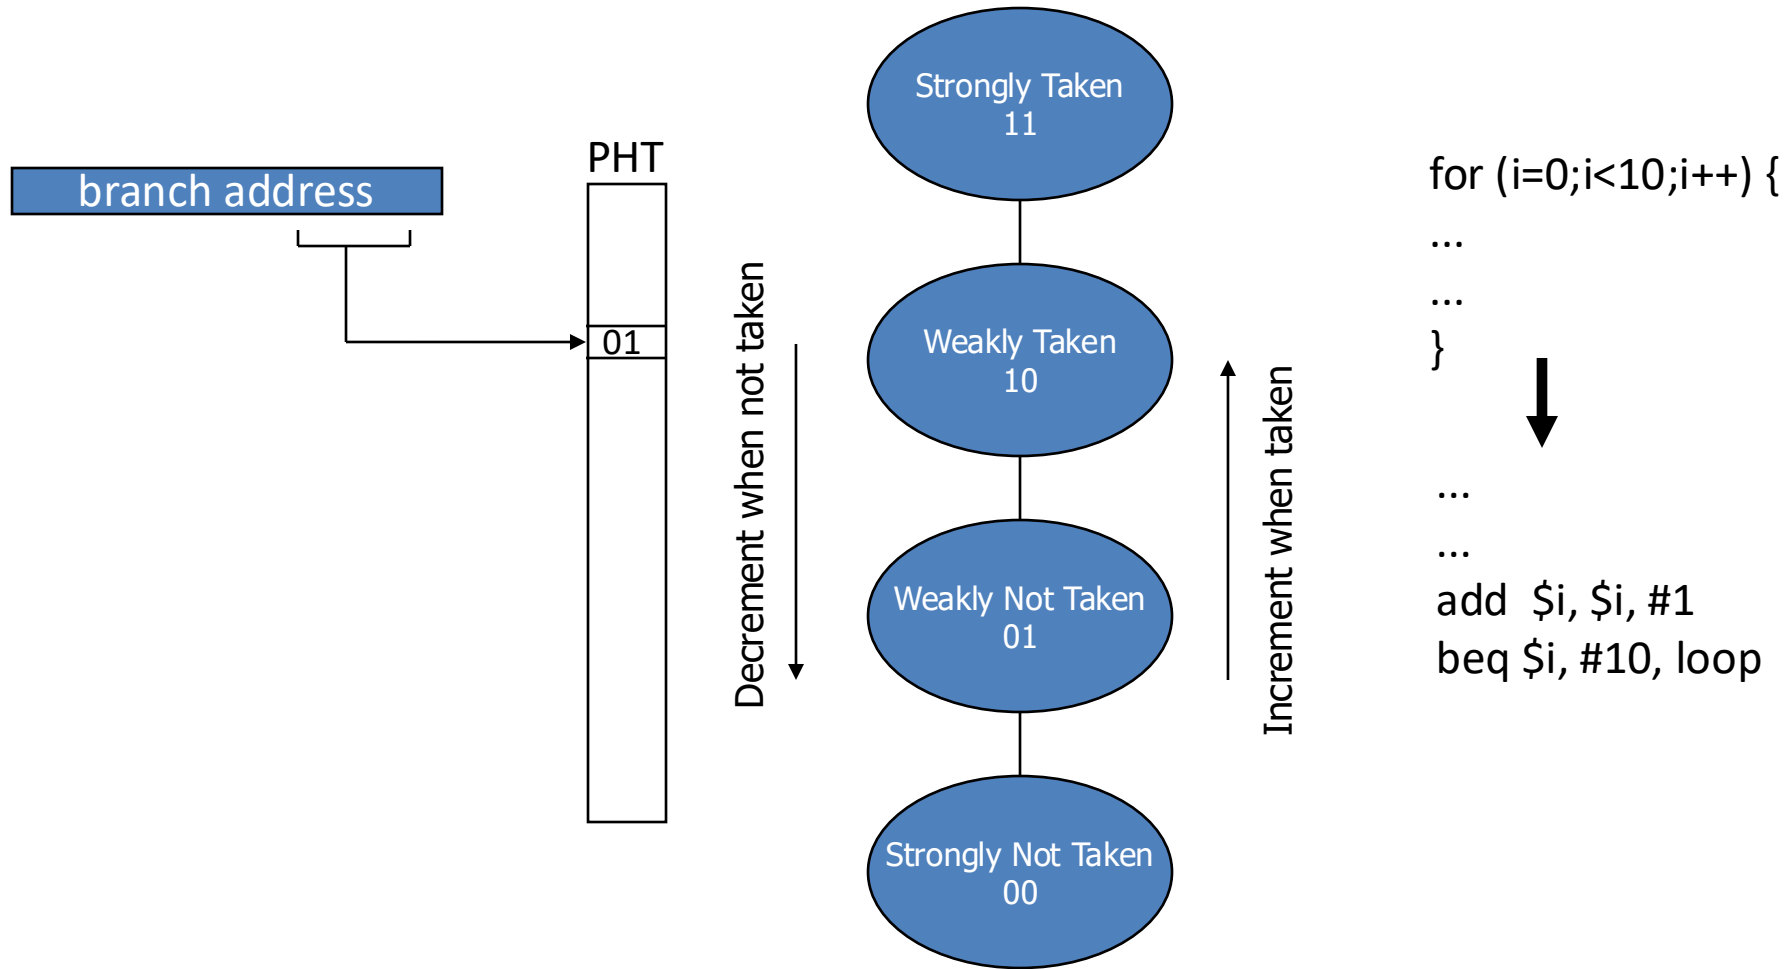 branch address
PHT
01
Decrement when not taken
Strongly Taken
11
Weakly Taken
10
Weakly Not Taken
01
Strongly Not Taken
00
Increment when taken
for (i=0;i<10;i++) {
...
...
}
...
...
add $i, $i, #1
beq $i, #10, loop